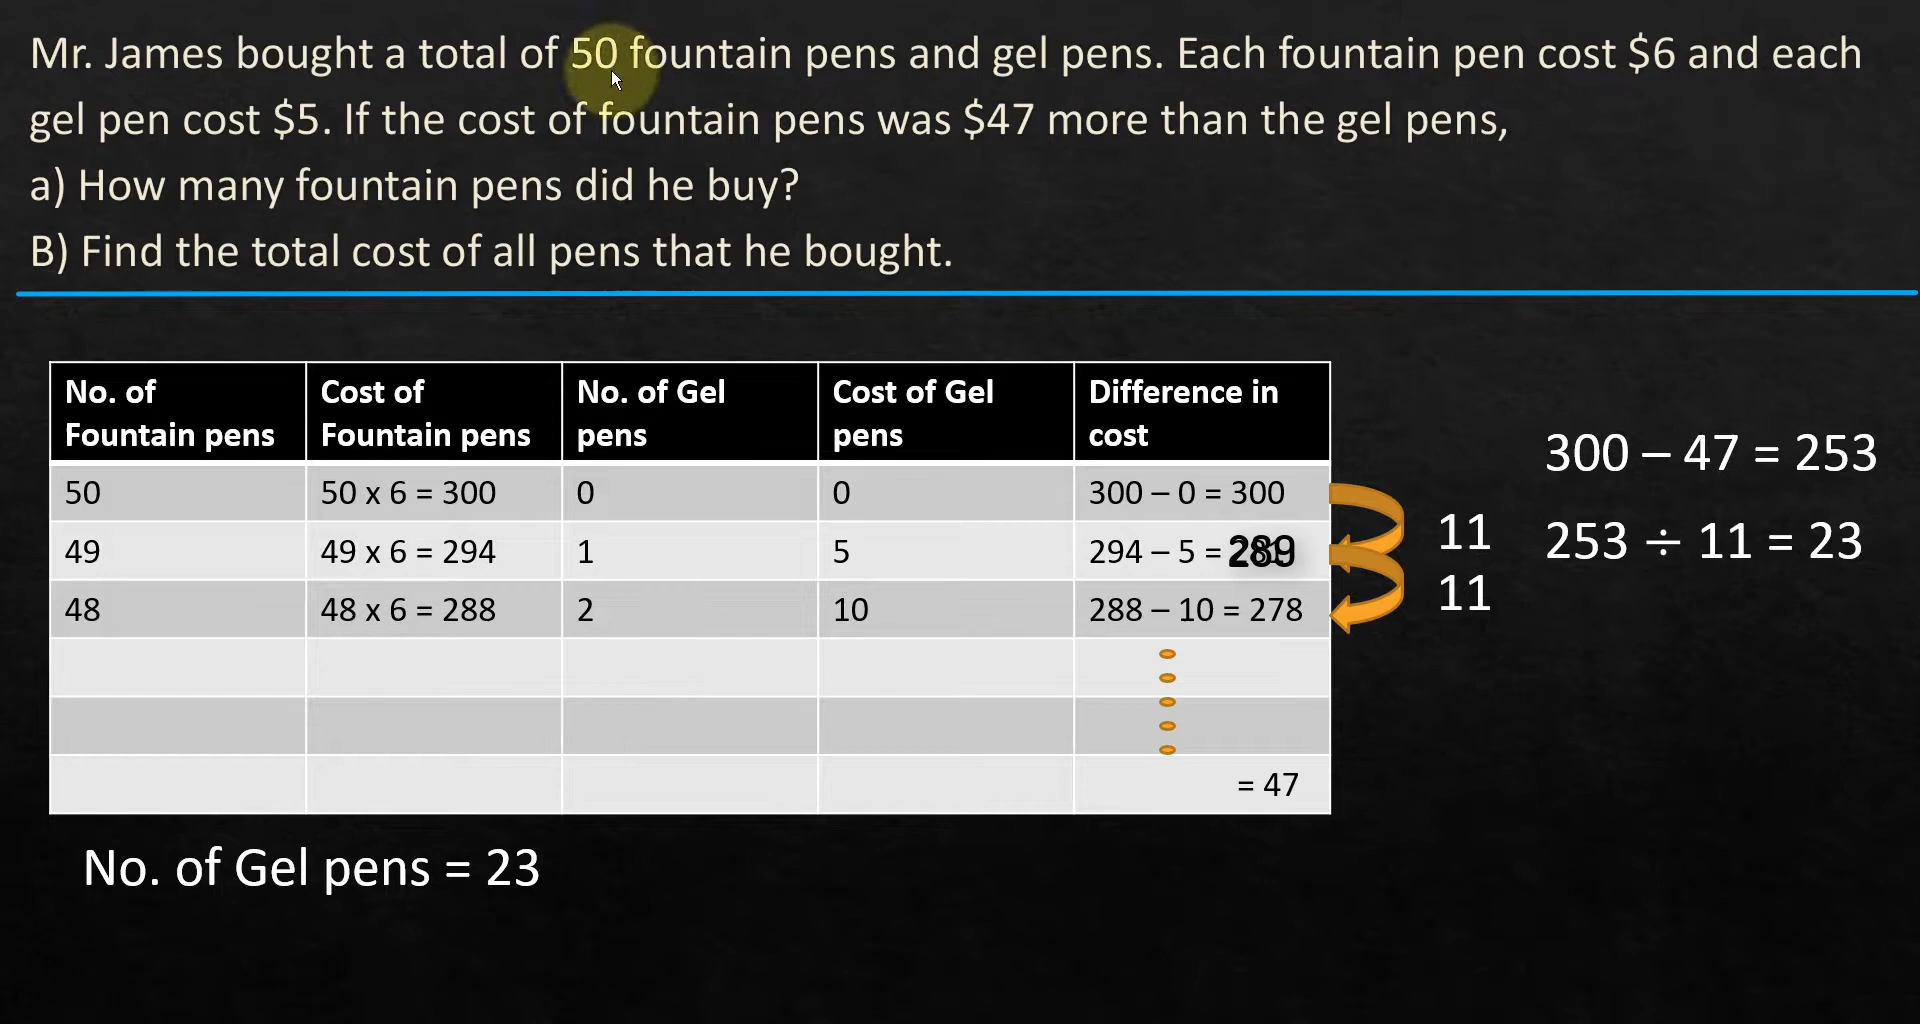 Mr. James bought a total of 50 fountain pens and gel pens. Each fountain pen cost $6 and each
gel pen cost $5. If the cost of fountain pens was $47 more than the gel pens,
a) How many fountain pens did he buy?
B) Find the total cost of all pens that he bought.
No. of Fountain pens
Cost of Fountain pens
No. of Gel pens
Cost of Gel pens
Difference in cost
50
50 x 6 = 300
0
0
300 – 0 = 300
49
49 x 6 = 294
1
5
294 – 5 = 289
48
48 x 6 = 288
2
10
288 – 10 = 278
= 47
11
11
300 – 47 = 253
253 ÷ 11 = 23
No. of Gel pens = 23